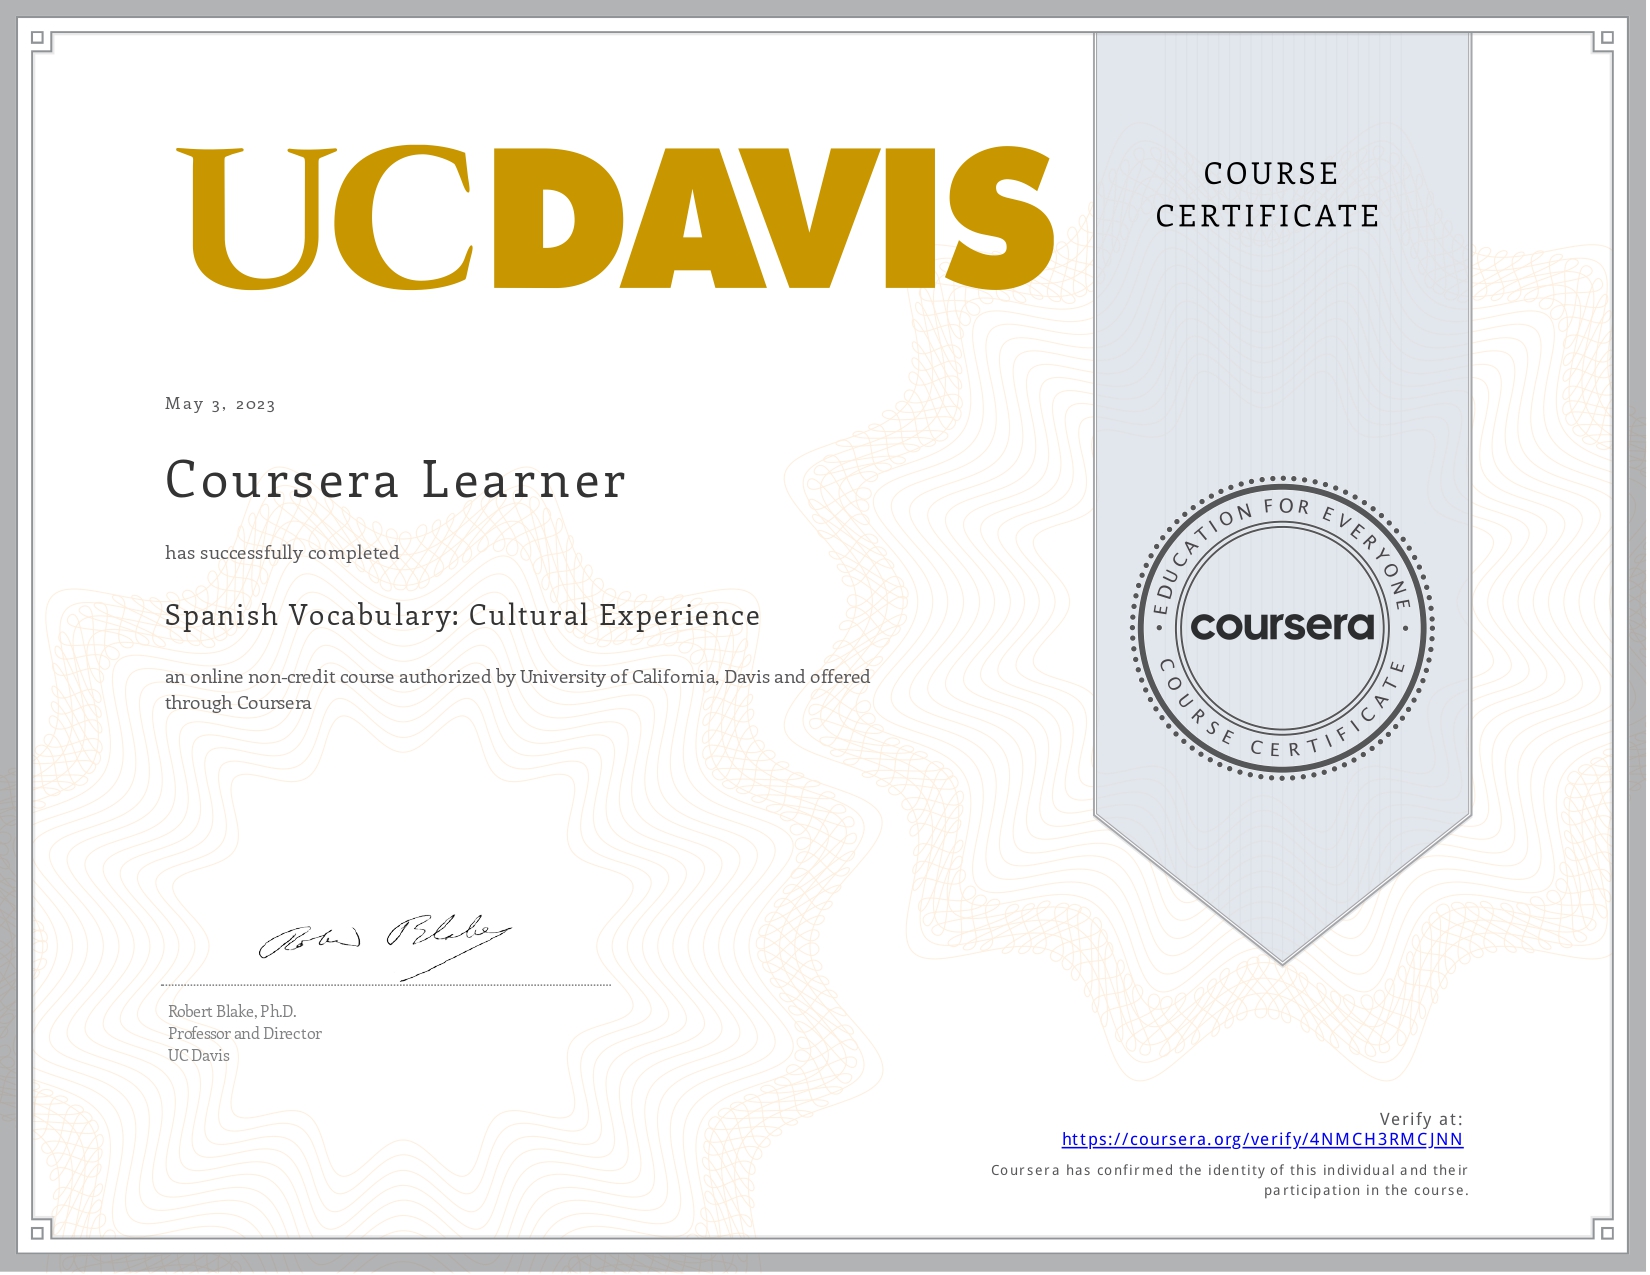 UCDAVIS
COURSE
CERTIFICATE
May 3, 2023
Coursera Learner
has successfully completed
Spanish Vocabulary: Cultural Experience
an online non-credit course authorized by University of California, Davis and offered
through Coursera
• EDUCATION FOR EVERYONE •
coursera
COURSE CERTIFICATE
Robert Blake
Robert Blake, Ph.D.
Professor and Director
UC Davis
Verify at:
https://coursera.org/verify/4NMCH3RMCJNN
Coursera has confirmed the identity of this individual and their
participation in the course.